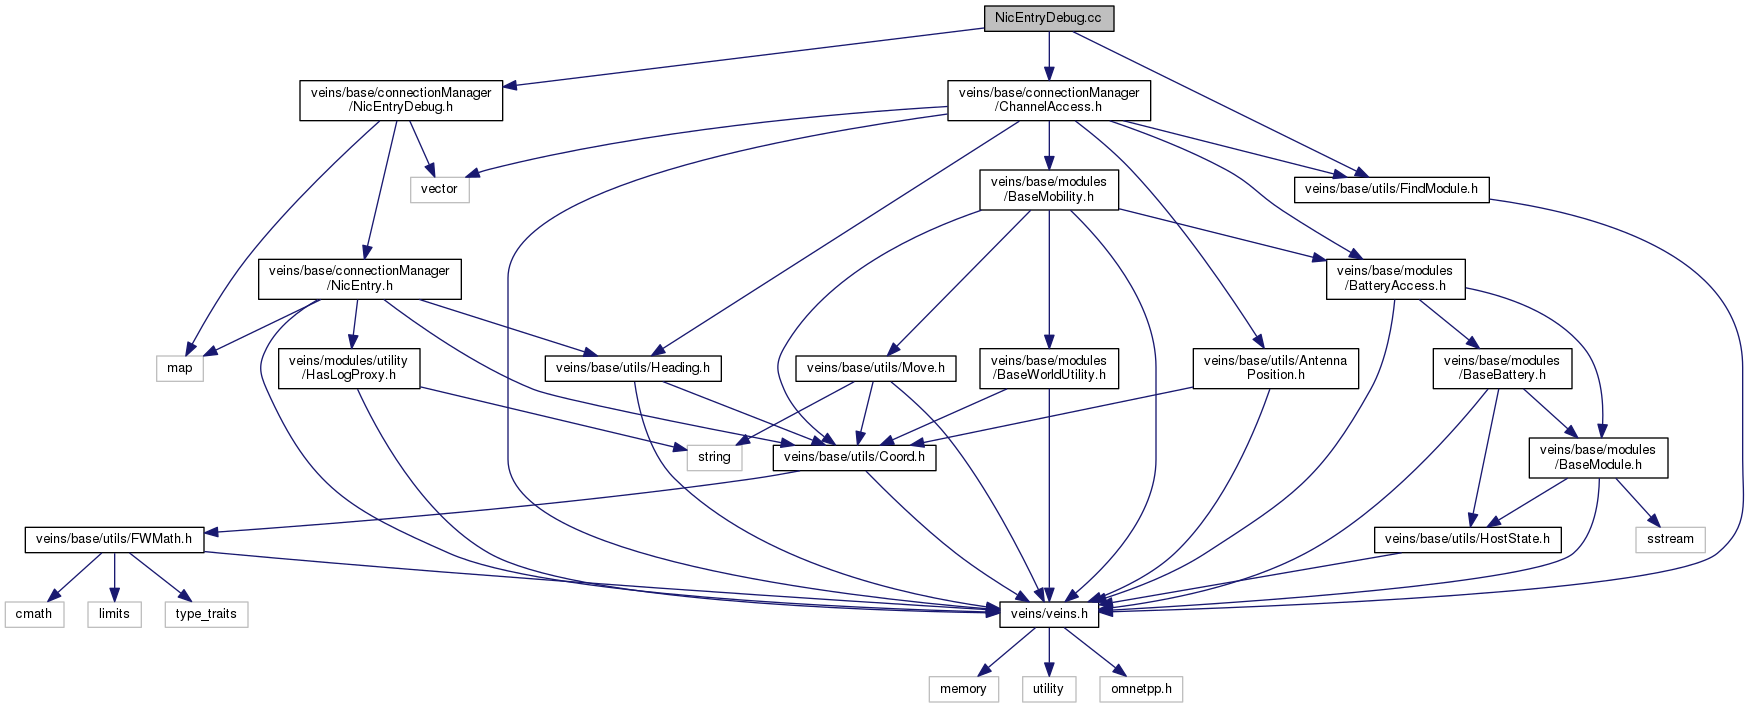 NicEntryDebug.cc
veins/base/connectionManager
/NicEntryDebug.h
veins/base/connectionManager
/ChannelAccess.h
vector
veins/base/modules
/BaseMobility.h
veins/base/utils/FindModule.h
veins/base/connectionManager
/NicEntry.h
veins/base/modules
/BatteryAccess.h
map
veins/modules/utility
/HasLogProxy.h
veins/base/utils/Heading.h
veins/base/utils/Move.h
veins/base/modules
/BaseWorldUtility.h
veins/base/utils/Antenna
Position.h
veins/base/modules
/BaseBattery.h
string
veins/base/utils/Coord.h
veins/base/modules
/BaseModule.h
veins/base/utils/FWMath.h
veins/base/utils/HostState.h
sstream
cmath
limits
type_traits
veins/veins.h
memory
utility
omnetpp.h